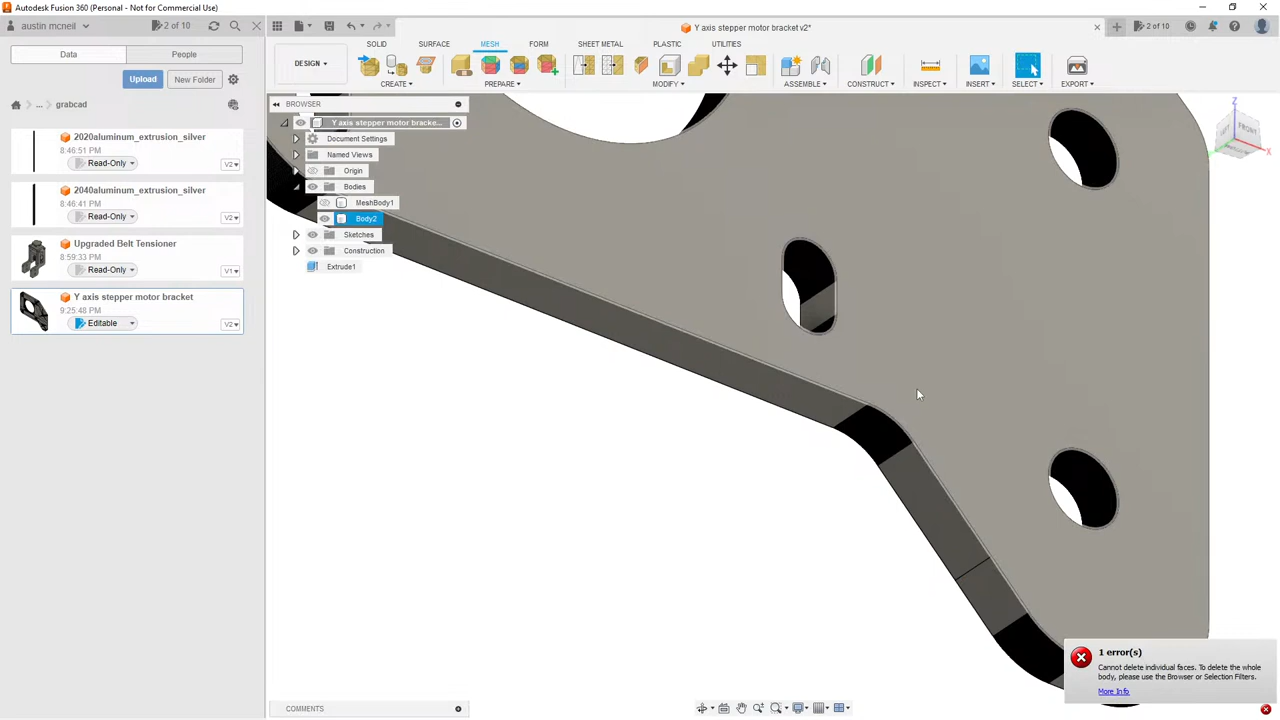 Autodesk Fusion 360 (Personal - Not for Commercial Use)
austin mcneil
2 of 10
Y axis stepper motor bracket v2*
2 of 10
Data
People
DESIGN
SOLID
SURFACE
MESH
FORM
SHEET METAL
PLASTIC
UTILITIES
CREATE
PREPARE
MODIFY
ASSEMBLE
CONSTRUCT
INSPECT
INSERT
SELECT
EXPORT
Upload
New Folder
... grabcad
2020aluminum_extrusion_silver
8:46:51 PM
Read-Only
V2
2040aluminum_extrusion_silver
8:46:41 PM
Read-Only
V2
Upgraded Belt Tensioner
8:59:33 PM
Read-Only
V1
Y axis stepper motor bracket
9:25:48 PM
Editable
V2
BROWSER
Y axis stepper motor bracke...
Document Settings
Named Views
Origin
Bodies
MeshBody1
Body2
Sketches
Construction
Extrude1
Z
LEFT
FRONT
X
1 error(s)
Cannot delete individual faces. To delete the whole
body, please use the Browser or Selection Filters.
More Info
COMMENTS